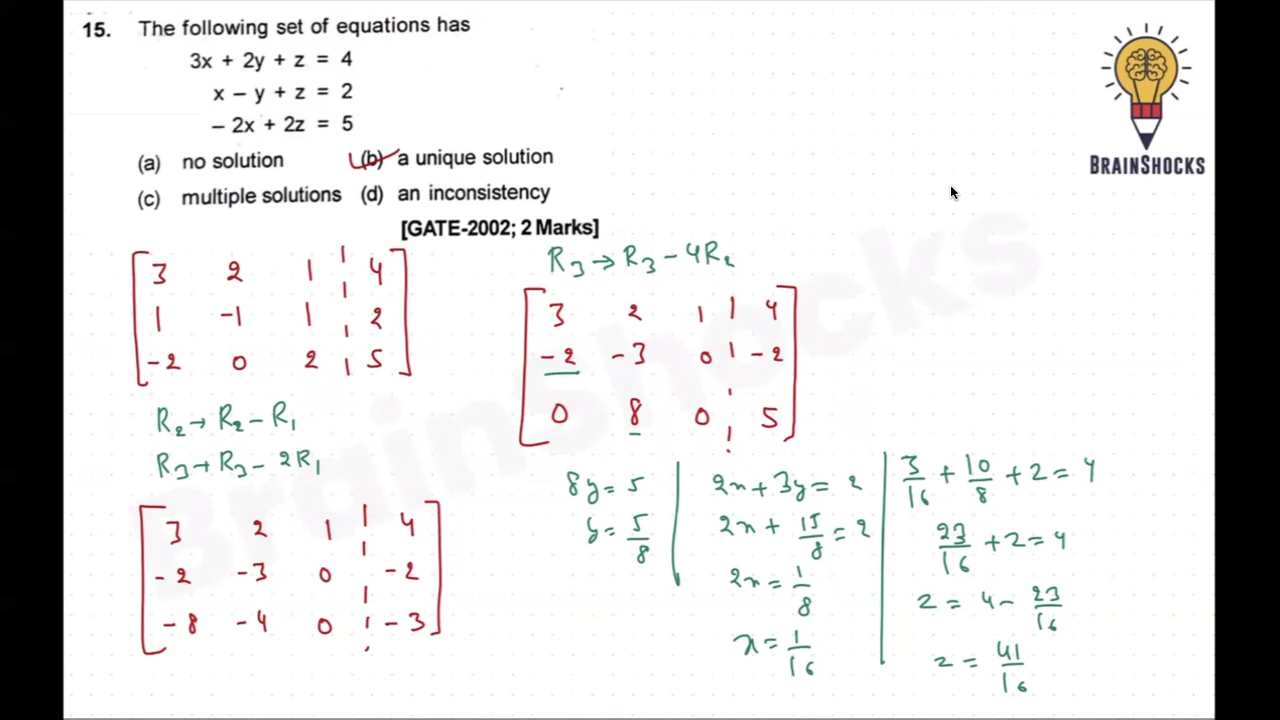 15. The following set of equations has
3x + 2y + z = 4
x – y + z = 2
– 2x + 2z = 5
(a) no solution (b) a unique solution
(c) multiple solutions (d) an inconsistency
[GATE-2002; 2 Marks]
BRAINSHOCKS
3 2 1 | 4
1 -1 1 | 2
-2 0 2 | 5
R2 → R2 - R1
R3 → R3 - 2R1
3 2 1 | 4
-2 -3 0 | -2
-8 -4 0 | -3
R3 → R3 - 4R2
3 2 1 | 4
-2 -3 0 | -2
0 8 0 | 5
8y = 5
y = 5/8
2x + 3y = 2
2x + 15/8 = 2
2x = 1/8
x = 1/16
3/16 + 10/8 + z = 4
23/16 + z = 4
z = 4 - 23/16
z = 41/16
BrainShocks